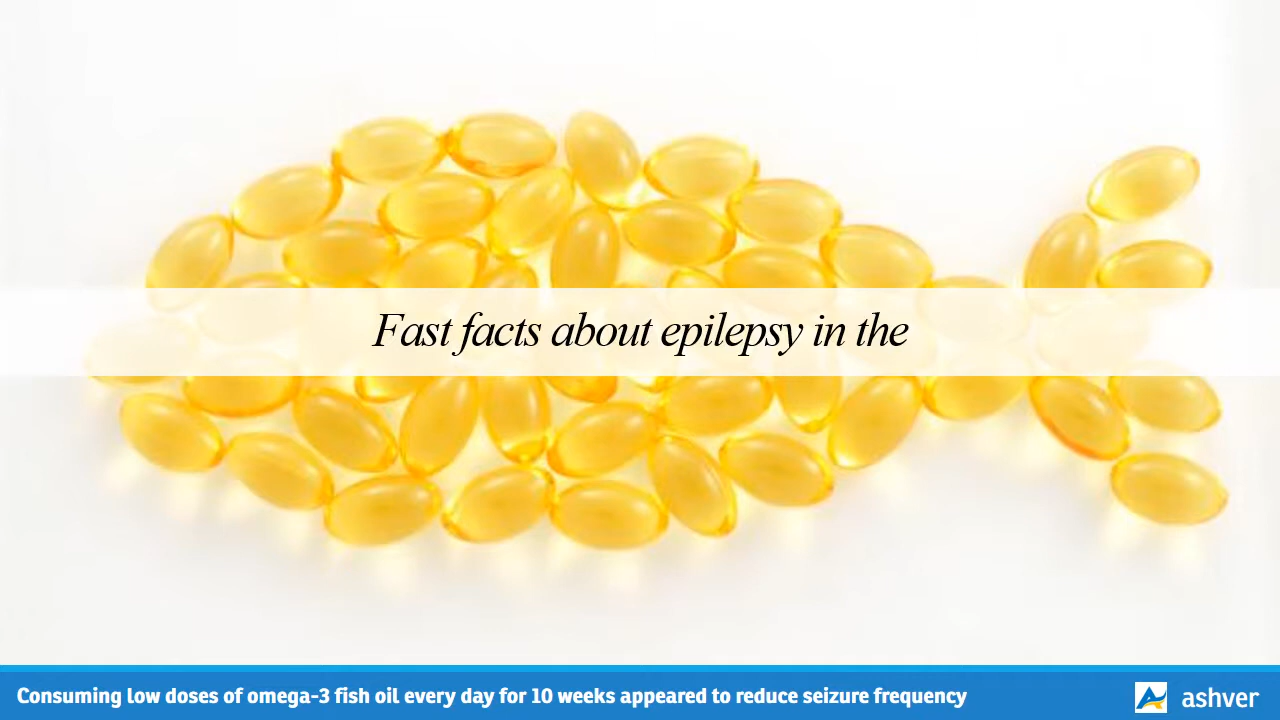 Fast facts about epilepsy in the
Consuming low doses of omega-3 fish oil every day for 10 weeks appeared to reduce seizure frequency
ashver